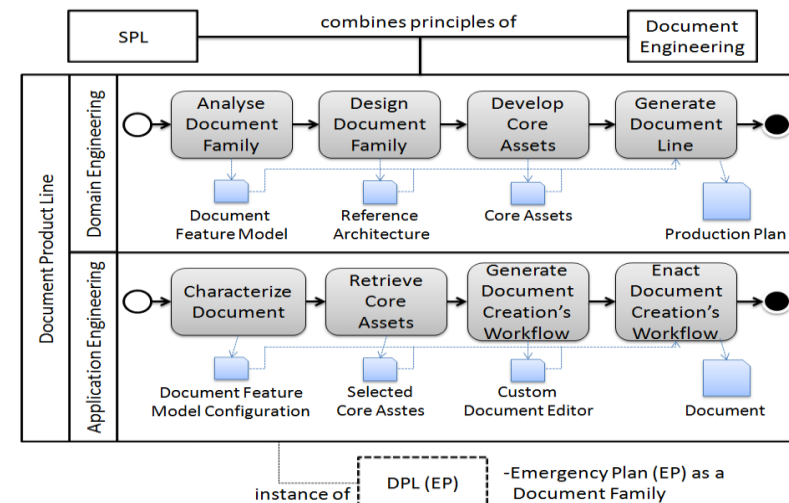 combines principles of
SPL
Document
Engineering
Document Product Line
Domain Engineering
Analyse
Document
Family
Design
Document
Family
Develop
Core
Assets
Generate
Document
Line
Document
Feature Model
Reference
Architecture
Core Assets
Production Plan
Application Engineering
Characterize
Document
Retrieve
Core
Assets
Generate
Document
Creation's
Workflow
Enact
Document
Creation's
Workflow
Document Feature
Model Configuration
Selected
Core Asstes
Custom
Document Editor
Document
instance of
DPL (EP)
-Emergency Plan (EP) as a
Document Family